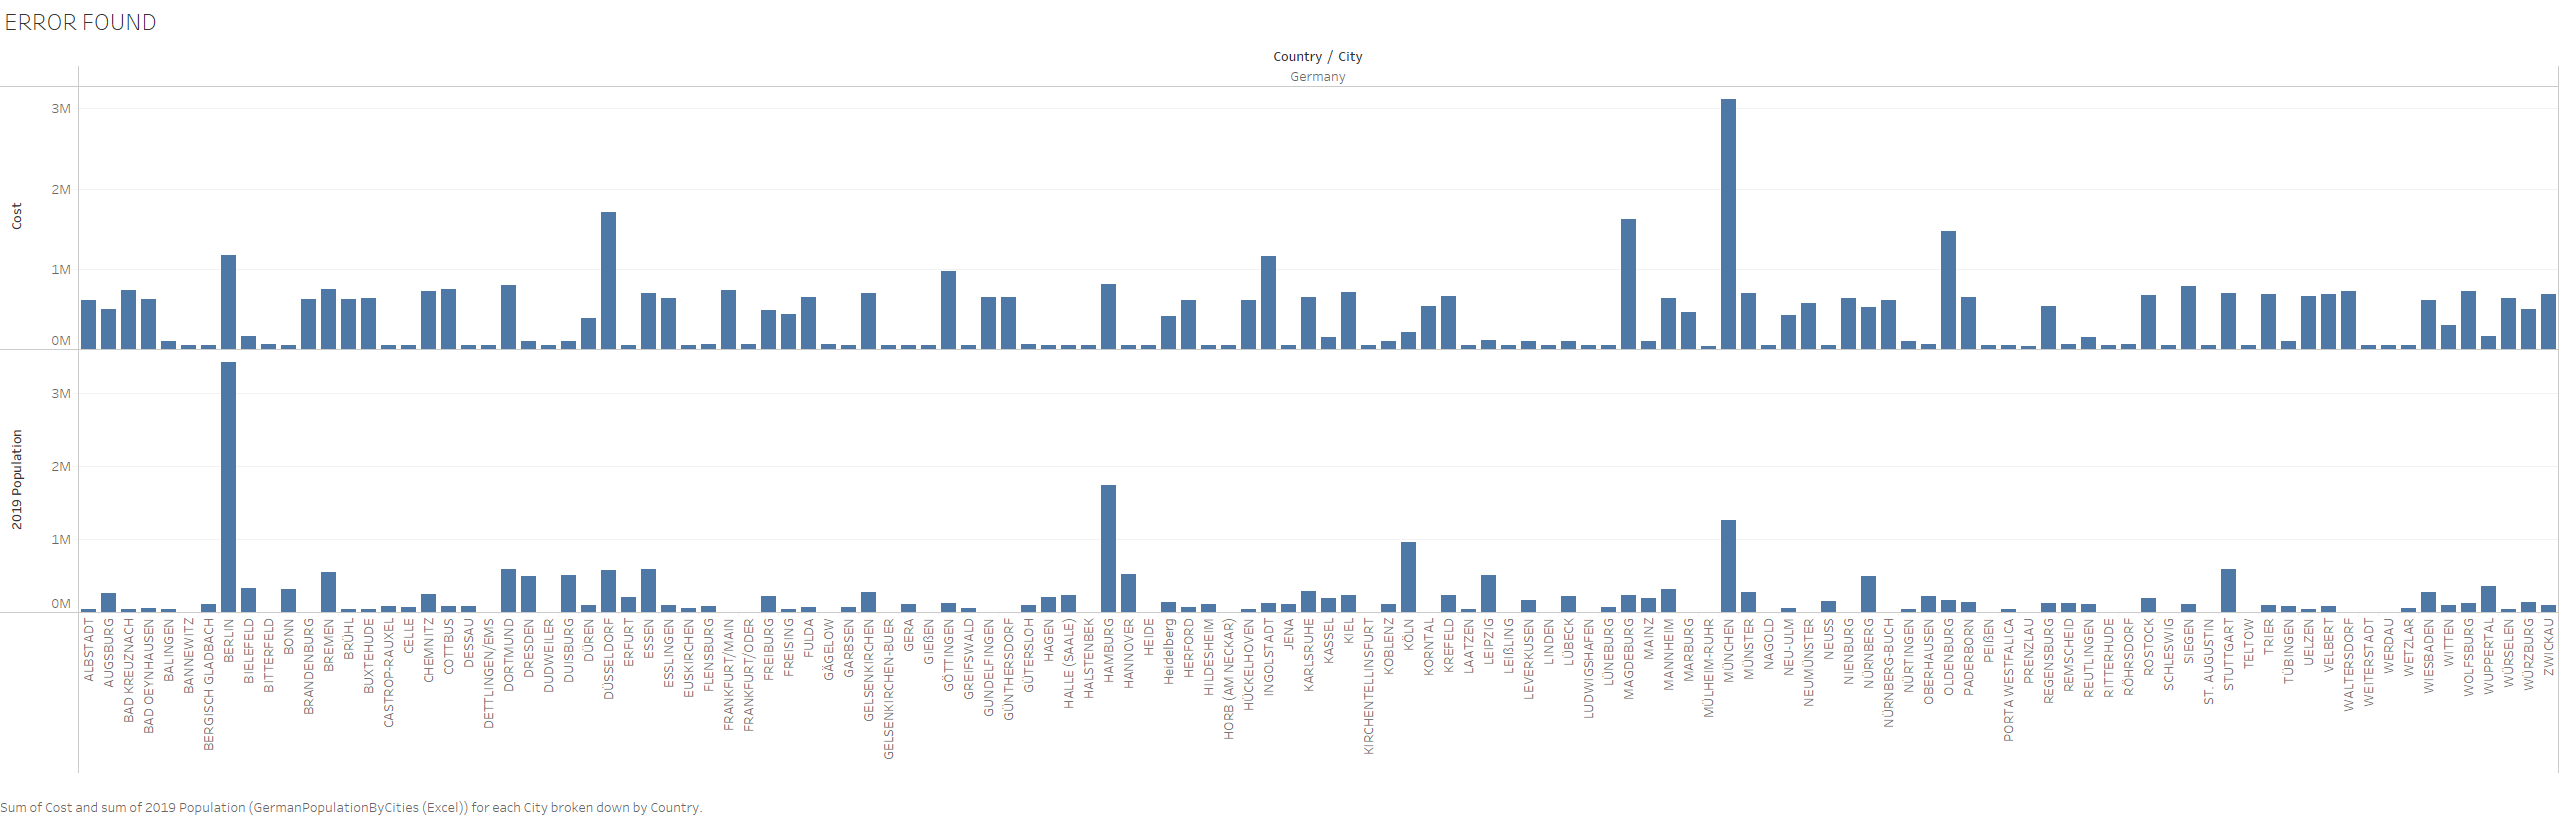 ERROR FOUND
Country / City
Germany
Cost
3M
2M
1M
0M
2019 Population
3M
2M
1M
0M
ALBSTADT
AUGSBURG
BAD KREUZNACH
BAD OEYNHAUSEN
BALINGEN
BANNEWITZ
BERGISCH GLADBACH
BERLIN
BIELEFELD
BITTERFELD
BONN
BRANDENBURG
BREMEN
BRÜHL
BUXTEHUDE
CASTROP-RAUXEL
CELLE
CHEMNITZ
COTTBUS
DESSAU
DETTLINGEN/EMS
DORTMUND
DRESDEN
DUDWEILER
DUISBURG
DÜREN
DÜSSELDORF
ERFURT
ESSEN
ESSLINGEN
EUSKIRCHEN
FLENSBURG
FRANKFURT/MAIN
FRANKFURT/ODER
FREIBURG
FREISING
FULDA
GÄGELOW
GARBSEN
GELSENKIRCHEN
GELSENKIRCHEN-BUER
GERA
GIEßEN
GÖTTINGEN
GREIFSWALD
GUNDELFINGEN
GÜNTHERSDORF
GÜTERSLOH
HAGEN
HALLE (SAALE)
HALSTENBEK
HAMBURG
HANNOVER
HEIDE
Heidelberg
HERFORD
HILDESHEIM
HORB (AM NECKAR)
HÜCKELHOVEN
INGOLSTADT
JENA
KARLSRUHE
KASSEL
KIEL
KIRCHENTELLINSFURT
KOBLENZ
KÖLN
KORNTAL
KREFELD
LAATZEN
LEIPZIG
LEIßLING
LEVERKUSEN
LINDEN
LÜBECK
LUDWIGSHAFEN
LÜNEBURG
MAGDEBURG
MAINZ
MANNHEIM
MARBURG
MÜLHEIM-RUHR
MÜNCHEN
MÜNSTER
NAGOLD
NEU-ULM
NEUMÜNSTER
NEUSS
NIENBURG
NÜRNBERG
NÜRNBERG-BUCH
NÜRTINGEN
OBERHAUSEN
OLDENBURG
PADERBORN
PEIßEN
PORTA WESTFALICA
PRENZLAU
REGENSBURG
REMSCHEID
REUTLINGEN
RITTERHUDE
RÖHRSDORF
ROSTOCK
SCHLESWIG
SIEGEN
ST. AUGUSTIN
STUTTGART
TELTOW
TRIER
TÜBINGEN
UELZEN
VELBERT
WALTERSDORF
WEITERSTADT
WERDAU
WETZLAR
WIESBADEN
WITTEN
WOLFSBURG
WUPPERTAL
WÜRSELEN
WÜRZBURG
ZWICKAU
Sum of Cost and sum of 2019 Population (GermanPopulationByCities (Excel)) for each City broken down by Country.